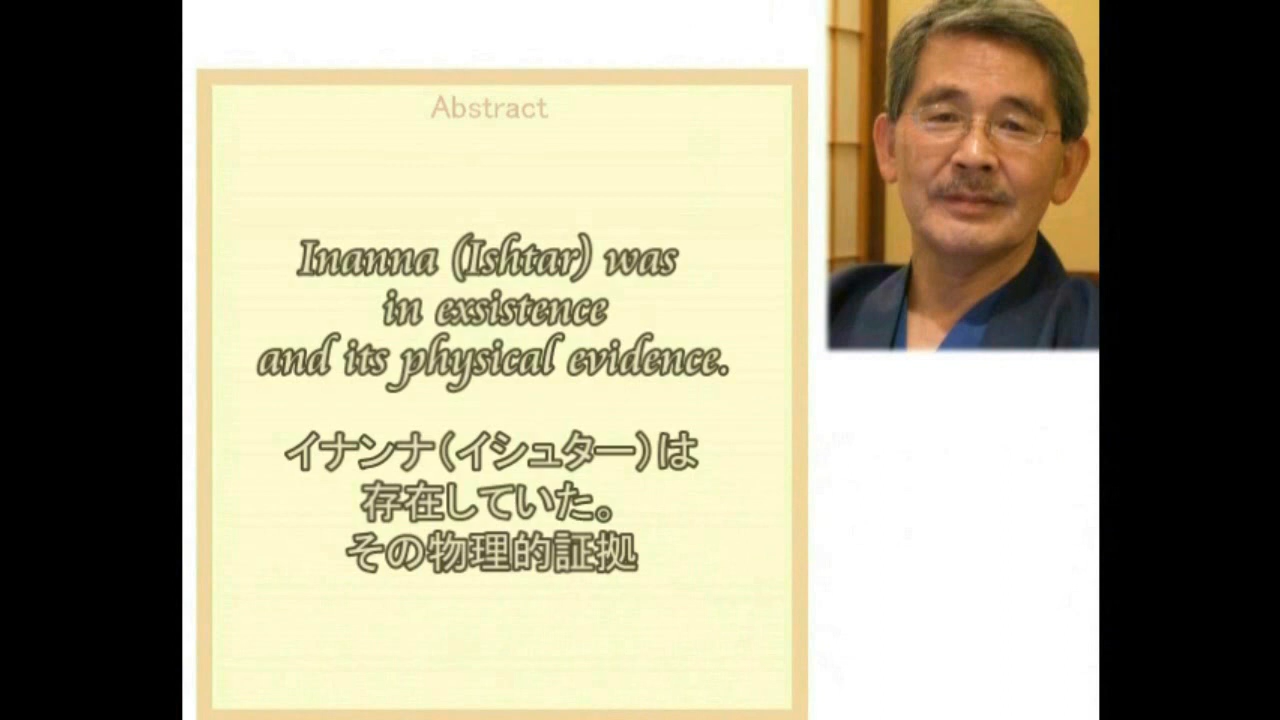 Abstract
Inanna (Ishtar) was
in exsistence
and its physical evidence.
イナンナ(イシュター)は
存在していた。
その物理的証拠